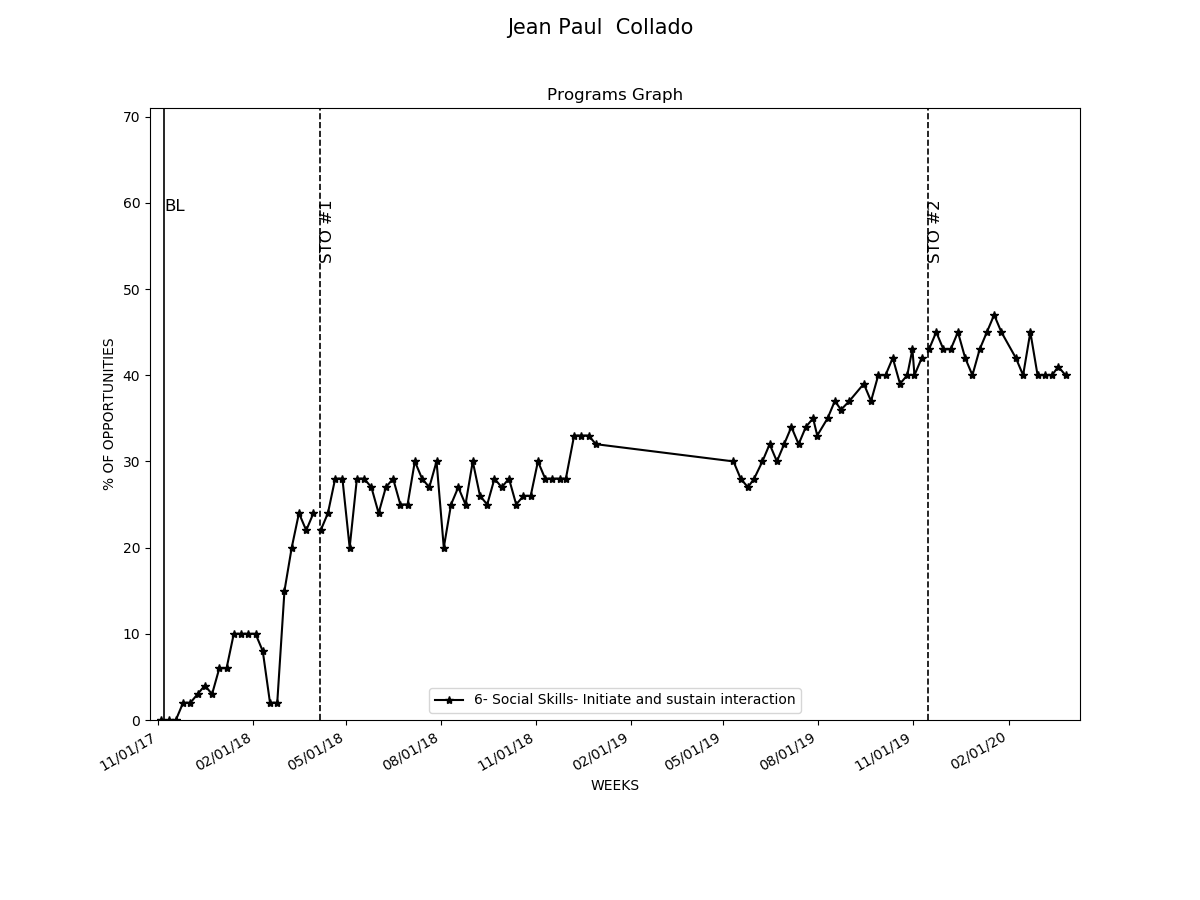 Jean Paul  Collado
Programs Graph
70
60
50
40
30
20
10
0
% OF OPPORTUNITIES
BL
STO #1
STO #2
6- Social Skills- Initiate and sustain interaction
11/01/17
02/01/18
05/01/18
08/01/18
11/01/18
02/01/19
05/01/19
08/01/19
11/01/19
02/01/20
WEEKS